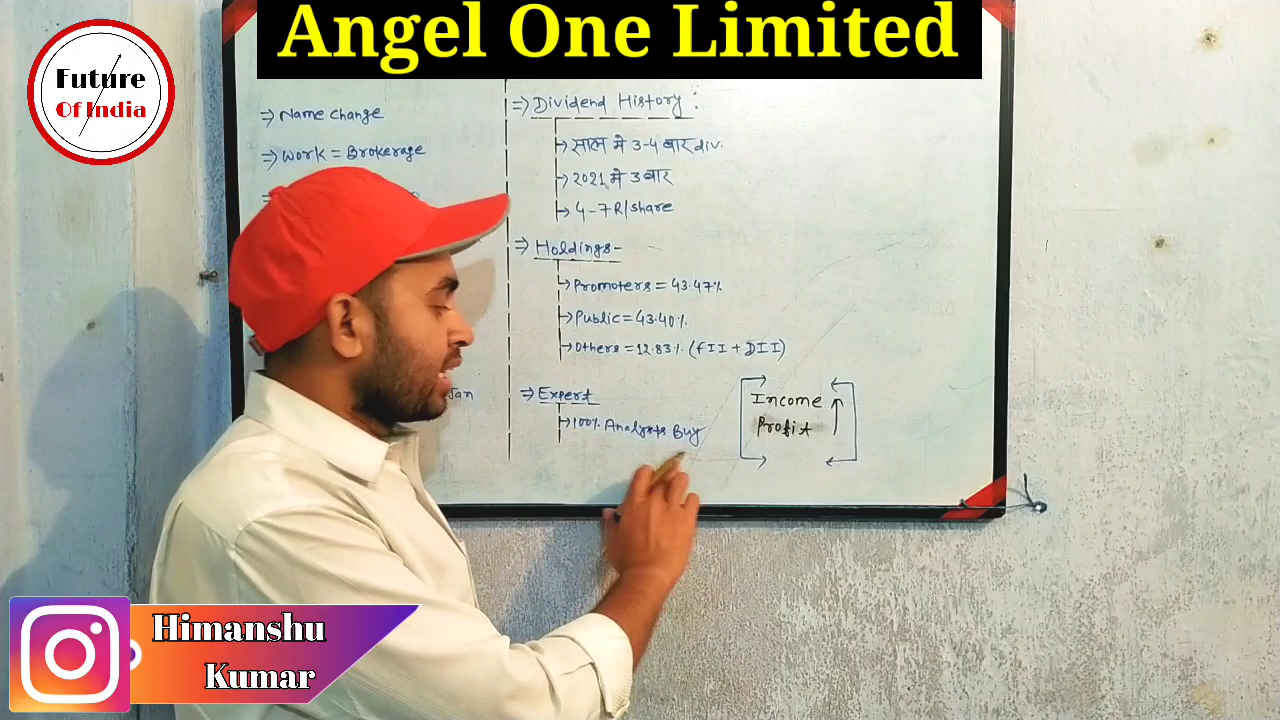 Angel One Limited
Future
Of India
⇒ Name change
⇒ Work = Brokerage
Jan
⇒ Dividend History :
→ साल मे 3-4 बार div.
→ 2021 मे 3 बार
→ 4-7 R/share
⇒ Holdings-
→ Promoters = 43.47%
→ Public = 43.40%
→ Others = 12.83% (FII + DII)
⇒ Expert
→ 100% Analysts Buy
Income
Profit ↑
Himanshu
Kumar